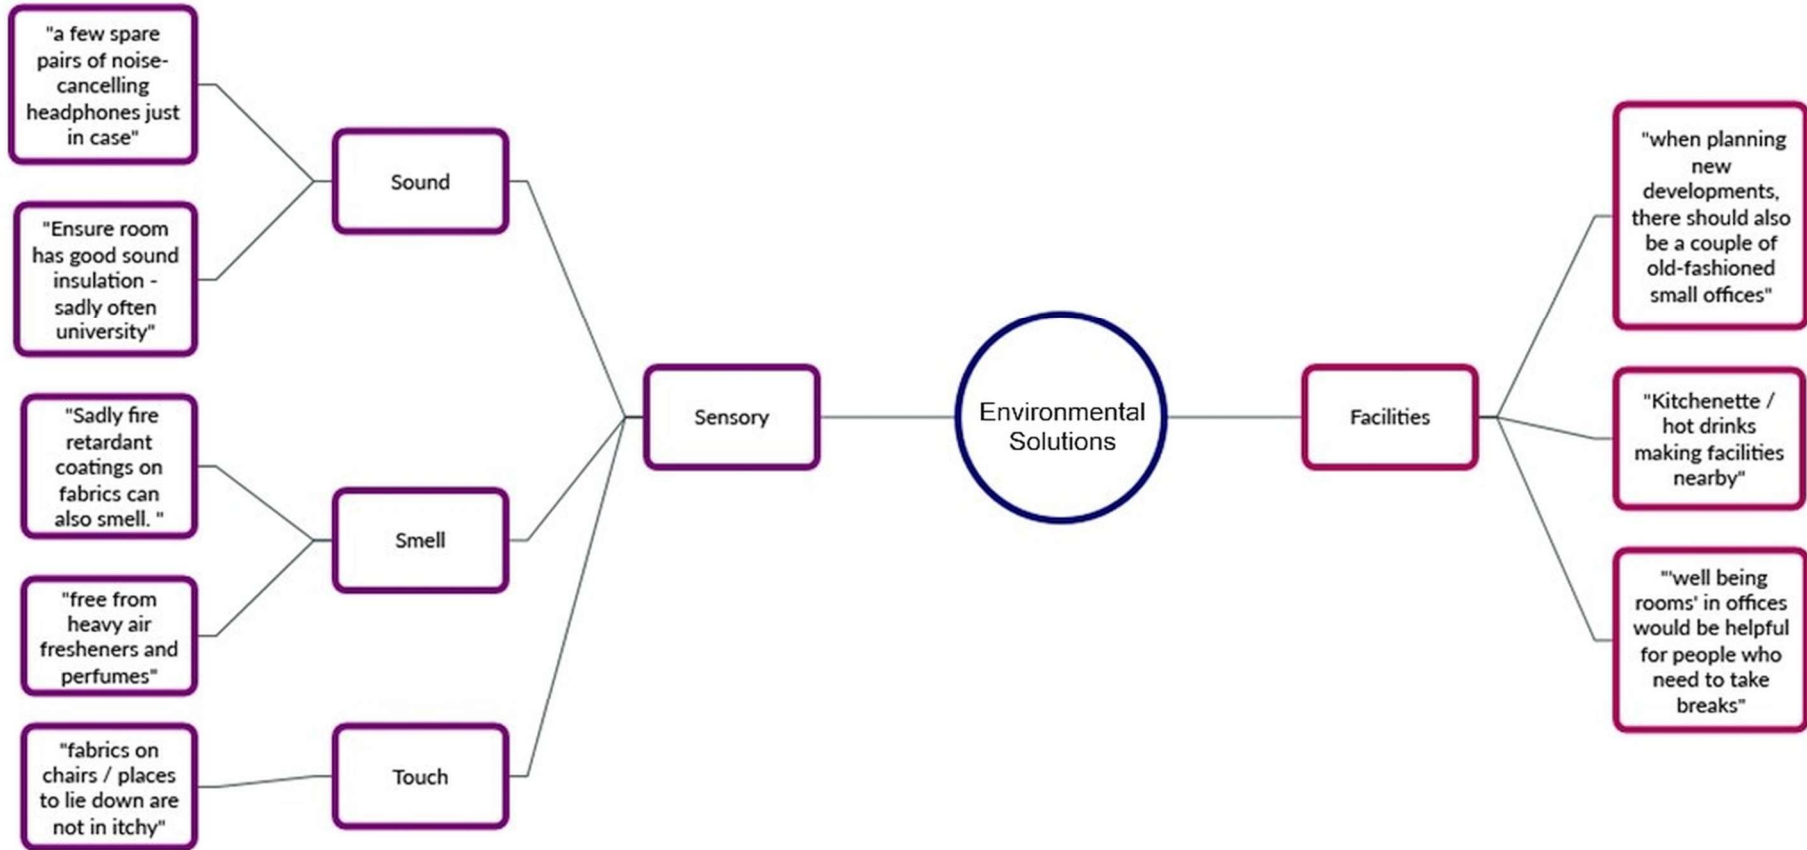 "a few spare
pairs of noise-
cancelling
headphones just
in case"
"Ensure room
has good sound
insulation -
sadly often
university"
"Sadly fire
retardant
coatings on
fabrics can
also smell. "
"free from
heavy air
fresheners and
perfumes"
"fabrics on
chairs / places
to lie down are
not in itchy"
Sound
Smell
Touch
Sensory
Environmental
Solutions
Facilities
"when planning
new
developments,
there should also
be a couple of
old-fashioned
small offices"
"Kitchenette /
hot drinks
making facilities
nearby"
"'well being
rooms' in offices
would be helpful
for people who
need to take
breaks"